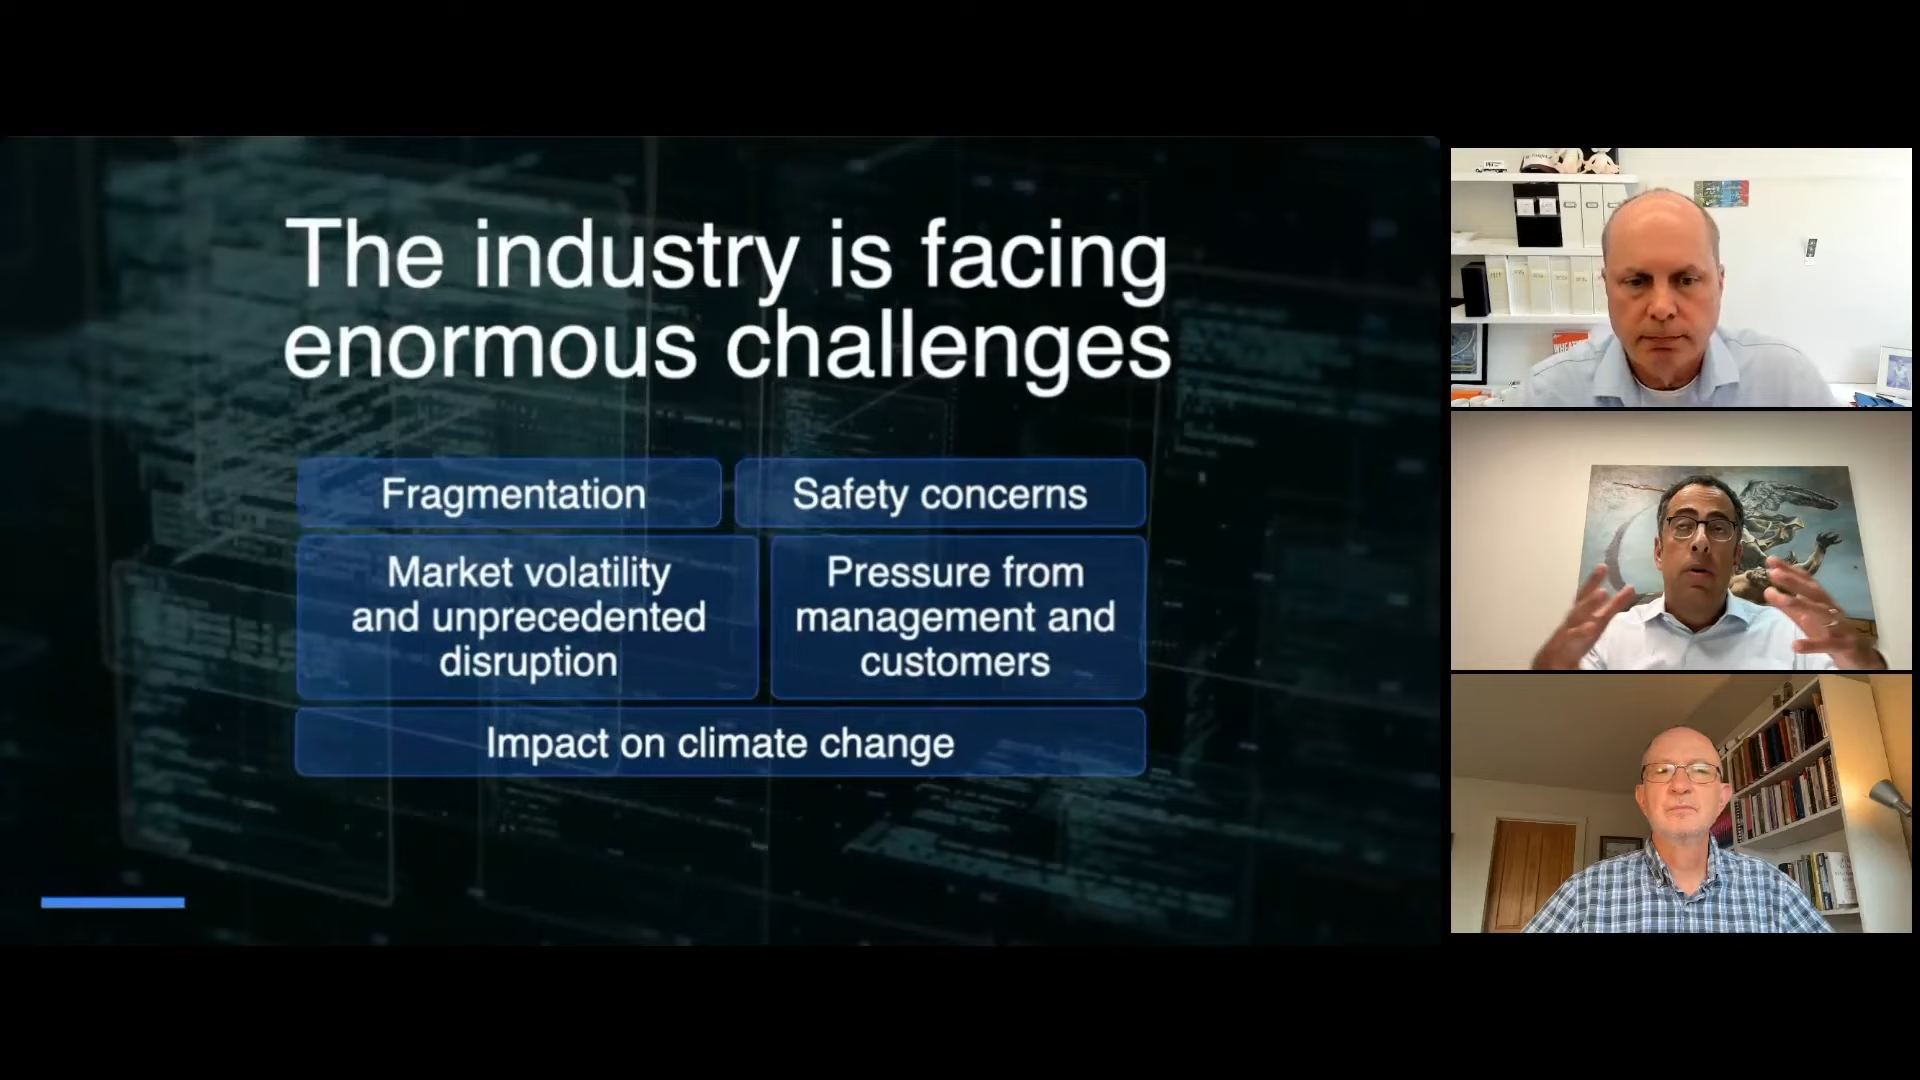 The industry is facing
enormous challenges
Fragmentation
Safety concerns
Market volatility
and unprecedented
disruption
Pressure from
management and
customers
Impact on climate change